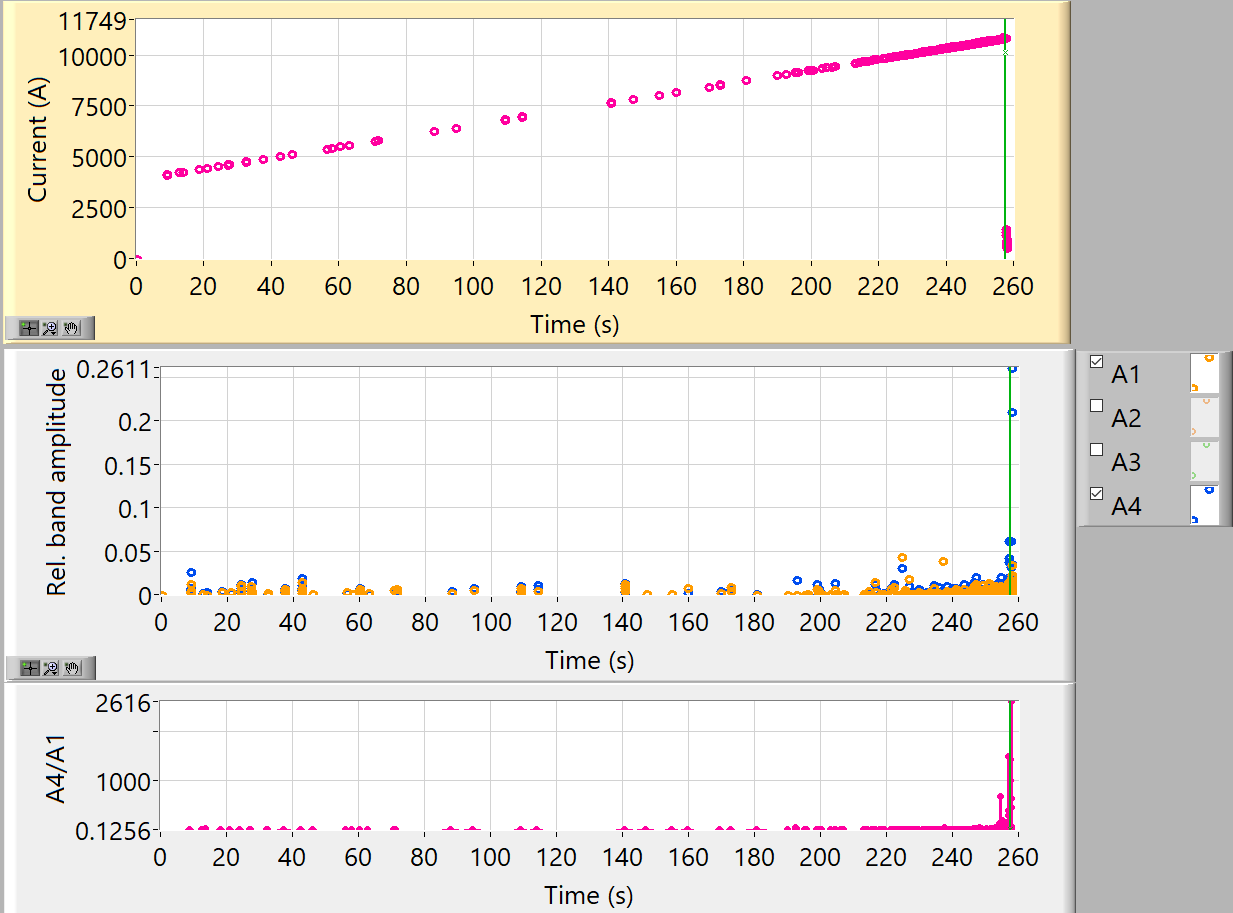 11749
10000
7500
5000
2500
0
Current (A)
0 20 40 60 80 100 120 140 160 180 200 220 240 260
Time (s)
0.2611
0.2
0.15
0.1
0.05
0
Rel. band amplitude
0 20 40 60 80 100 120 140 160 180 200 220 240 260
Time (s)
A1
A2
A3
A4
2616
1000
0.1256
A4/A1
0 20 40 60 80 100 120 140 160 180 200 220 240 260
Time (s)